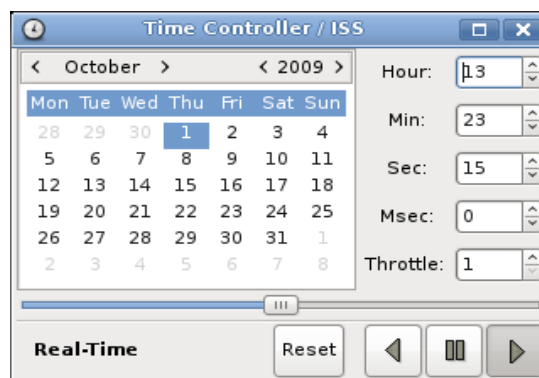 Time Controller / ISS
< October > < 2009 >
Mon Tue Wed Thu Fri Sat Sun
28 29 30 1 2 3 4
5 6 7 8 9 10 11
12 13 14 15 16 17 18
19 20 21 22 23 24 25
26 27 28 29 30 31 1
2 3 4 5 6 7 8
Hour: 13
Min: 23
Sec: 15
Msec: 0
Throttle: 1
Real-Time Reset